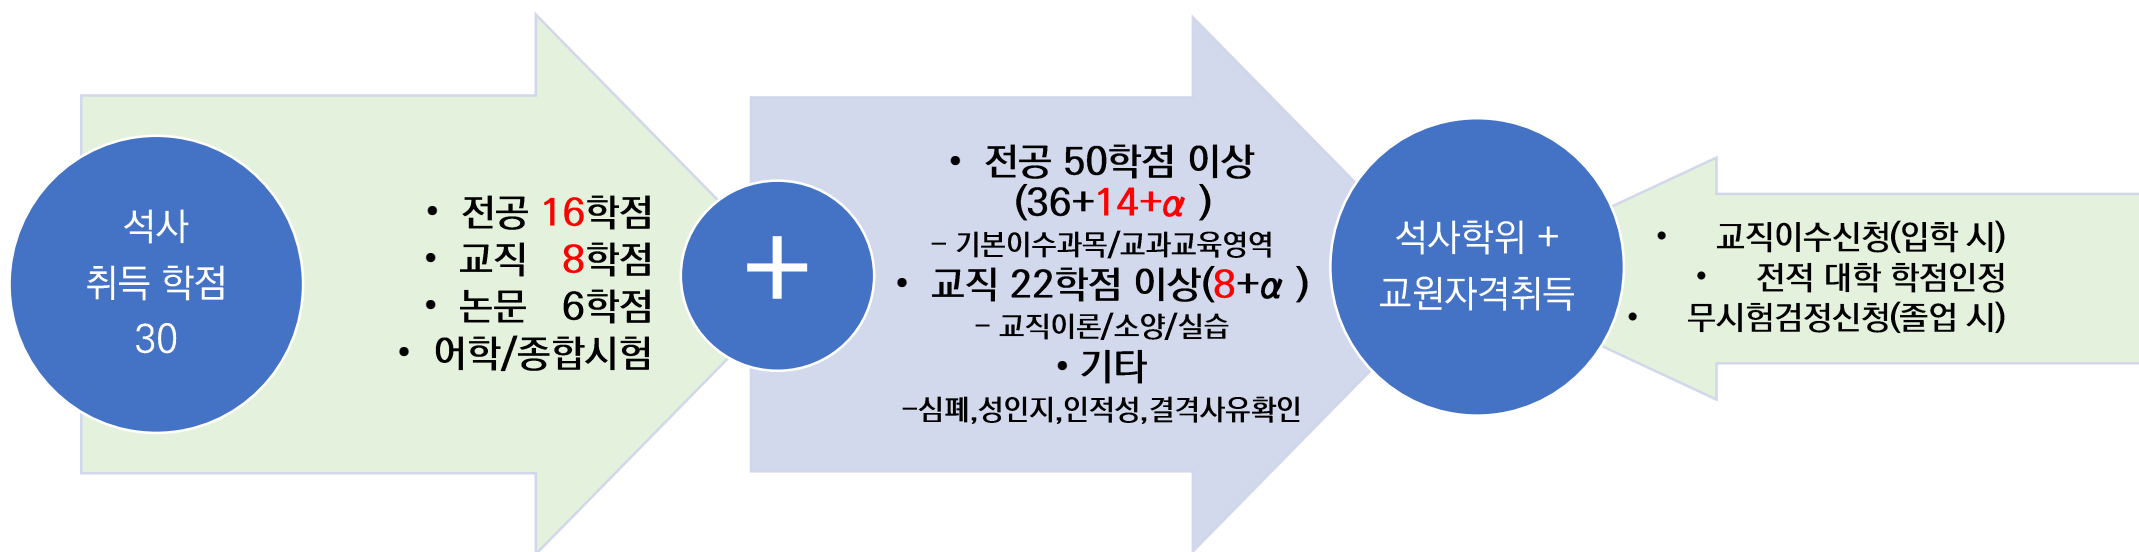 석사
취득 학점
30
• 전공 16학점
• 교직 8학점
• 논문 6학점
• 어학/종합시험
+
• 전공 50학점 이상
(36+14+α )
- 기본이수과목/교과교육영역
• 교직 22학점 이상(8+α )
- 교직이론/소양/실습
• 기타
-심폐,성인지,인적성,결격사유확인
석사학위 +
교원자격취득
• 교직이수신청(입학 시)
• 전적 대학 학점인정
• 무시험검정신청(졸업 시)